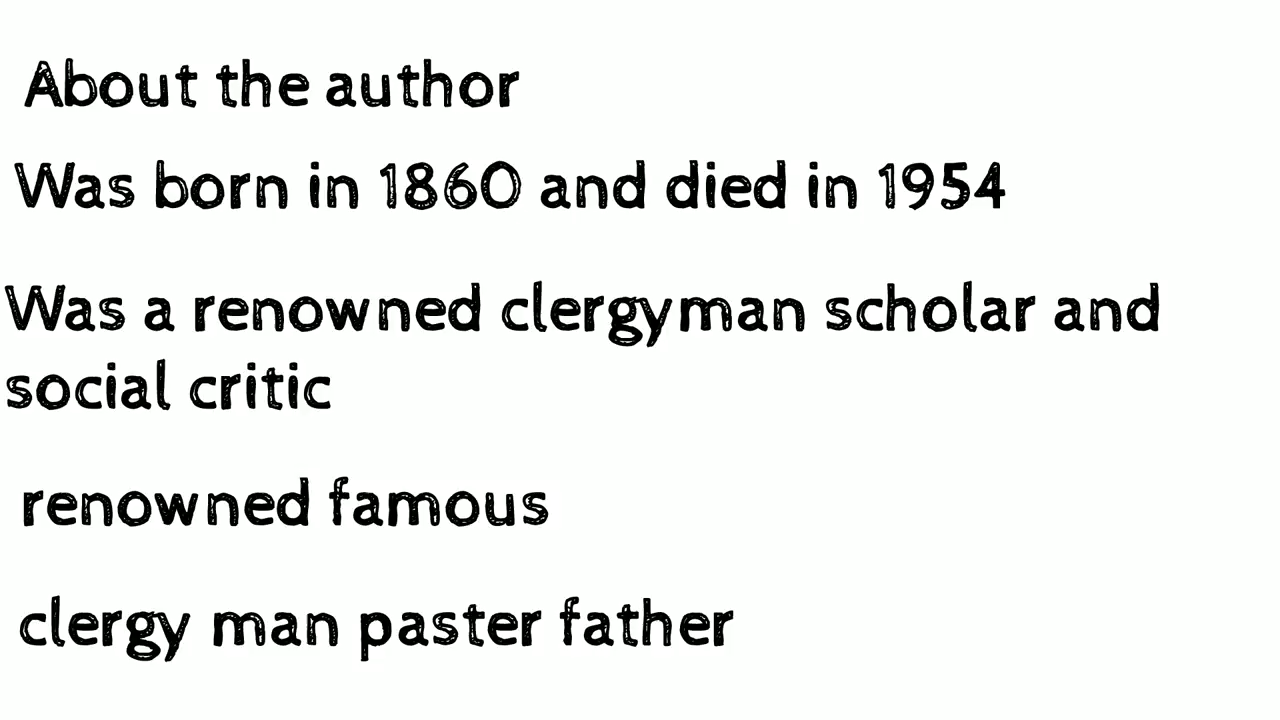 About the author
Was born in 1860 and died in 1954
Was a renowned clergyman scholar and
social critic
renowned famous
clergy man paster father